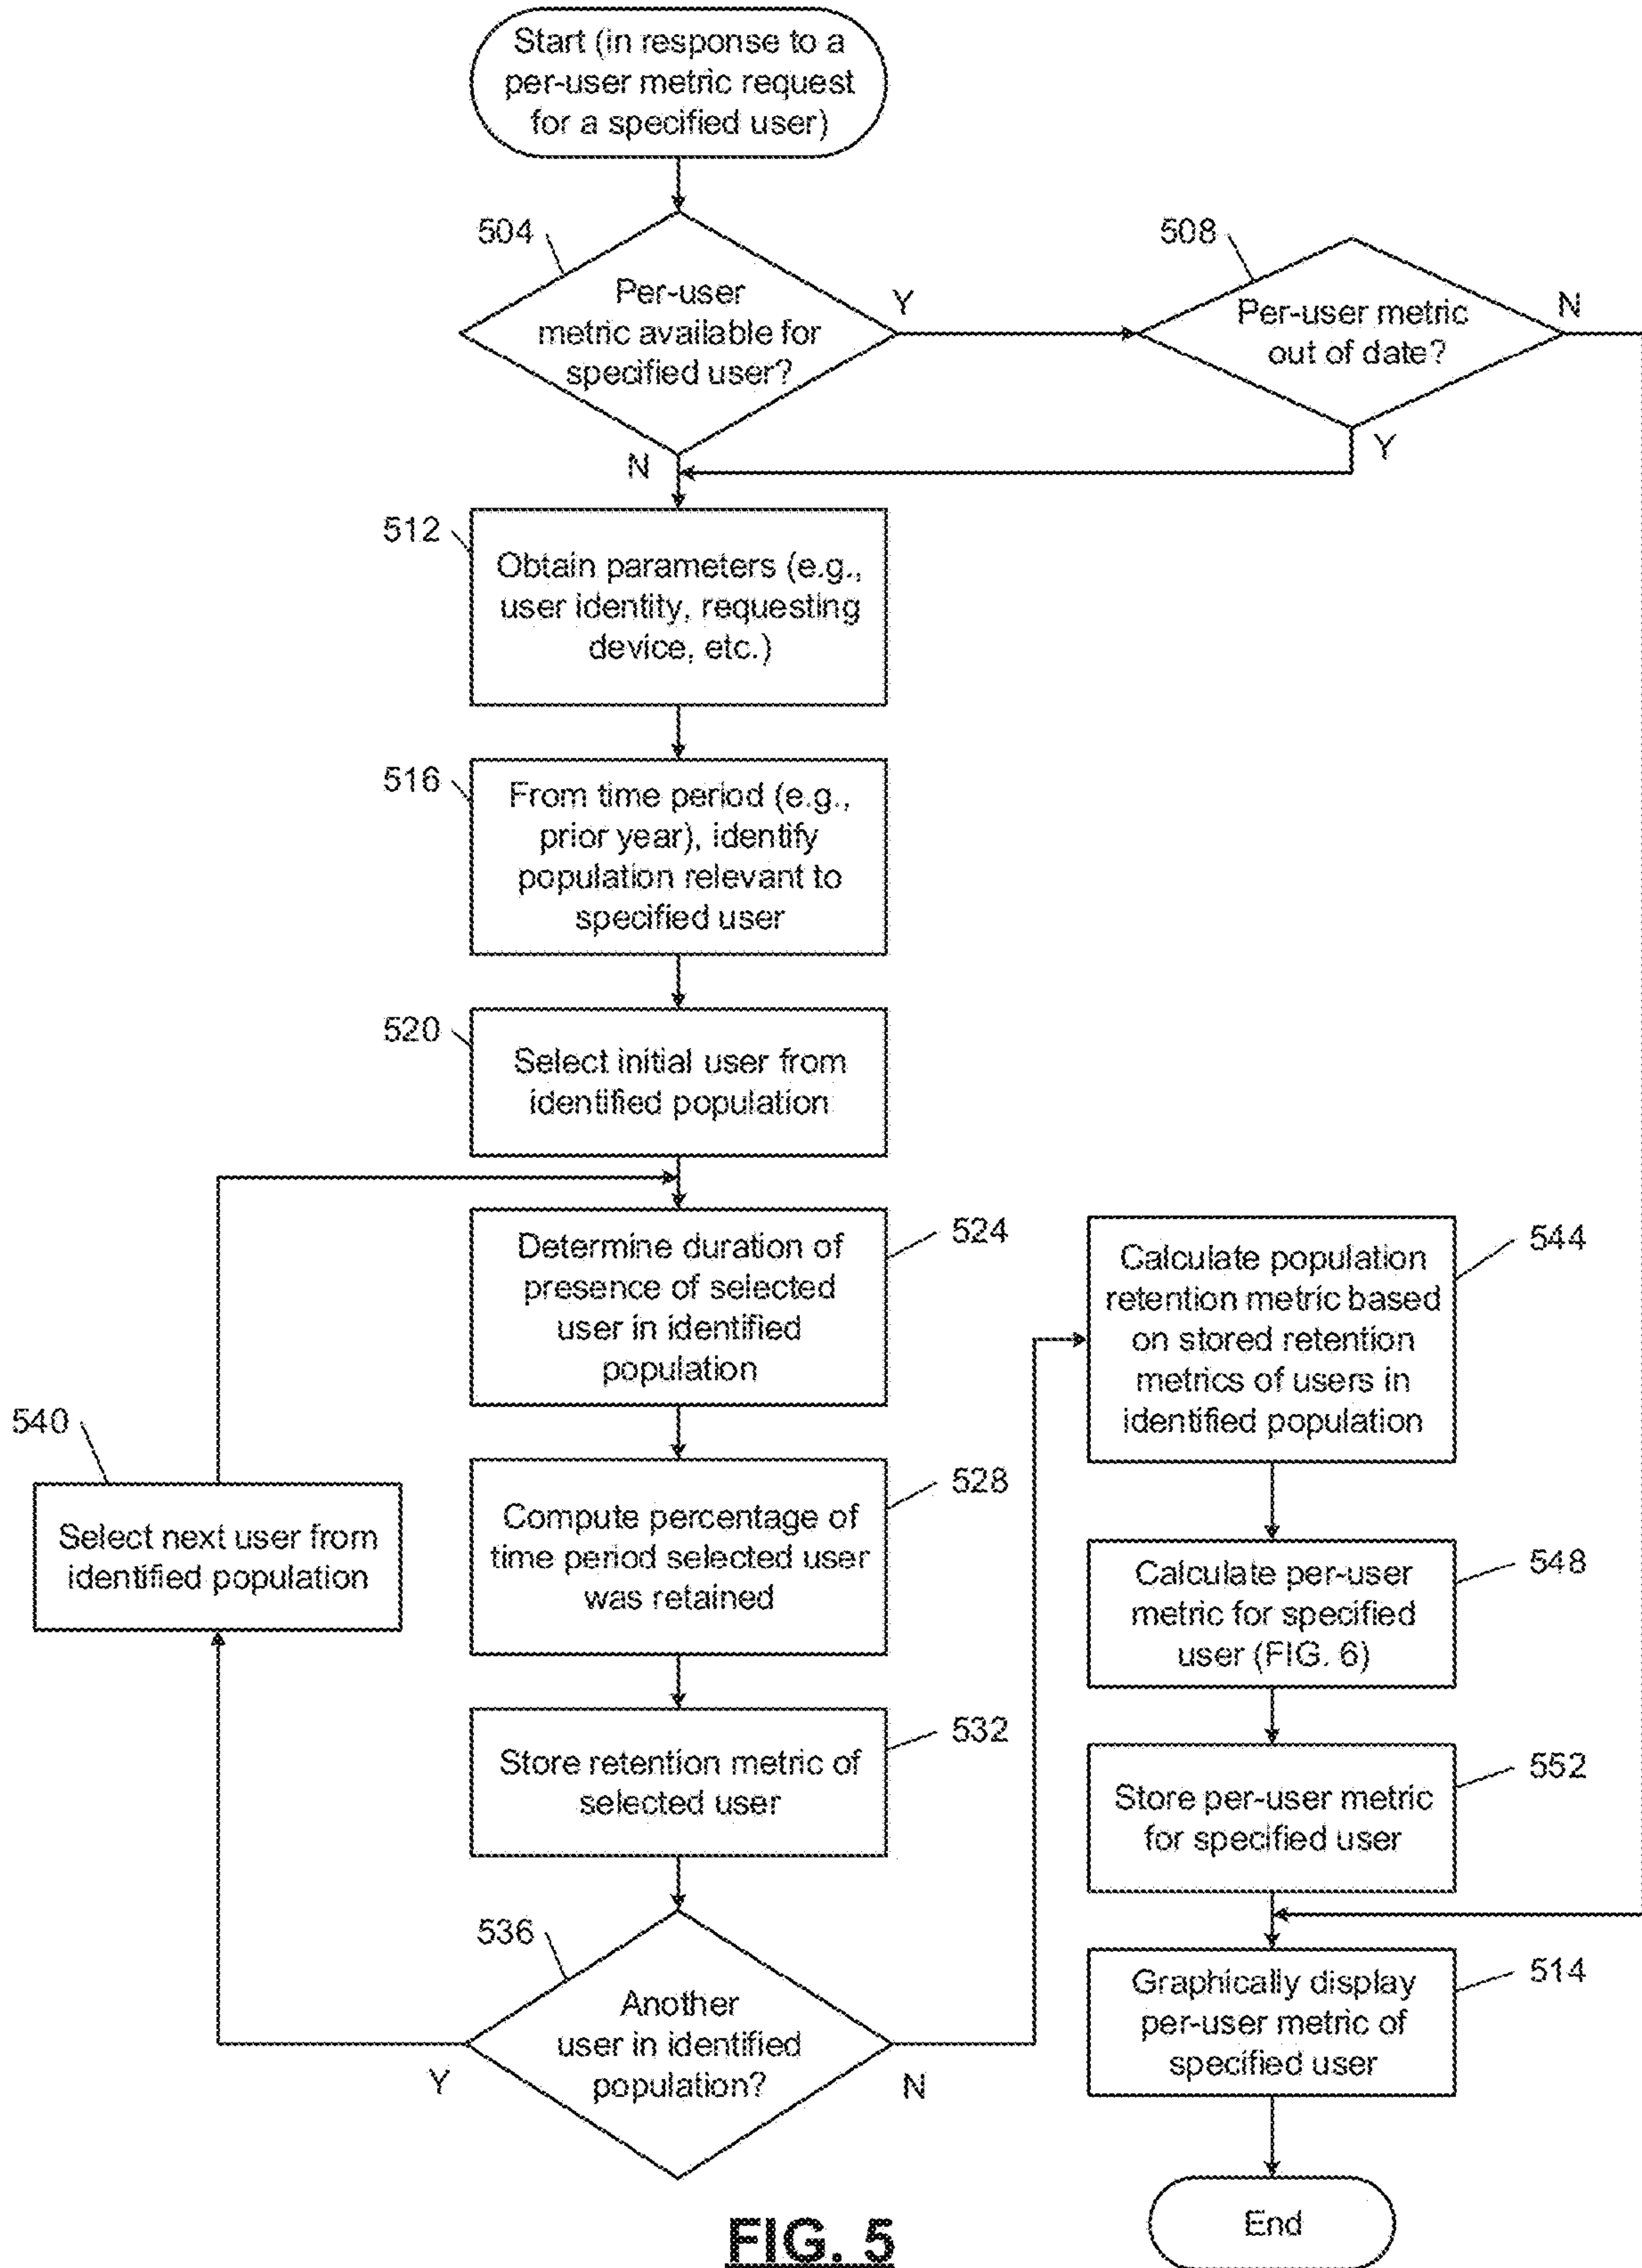 Start (in response to a
per-user metric request
for a specified user)
504
Per-user
metric available for
specified user?
Y
N
508
Per-user metric
out of date?
N
Y
512
Obtain parameters (e.g.,
user identity, requesting
device, etc.)
516
From time period (e.g.,
prior year), identify
population relevant to
specified user
520
Select initial user from
identified population
524
Determine duration of
presence of selected
user in identified
population
528
Compute percentage of
time period selected user
was retained
532
Store retention metric of
selected user
536
Another
user in identified
population?
Y
N
540
Select next user from
identified population
544
Calculate population
retention metric based
on stored retention
metrics of users in
identified population
548
Calculate per-user
metric for specified
user (FIG. 6)
552
Store per-user metric
for specified user
514
Graphically display
per-user metric of
specified user
End
FIG. 5